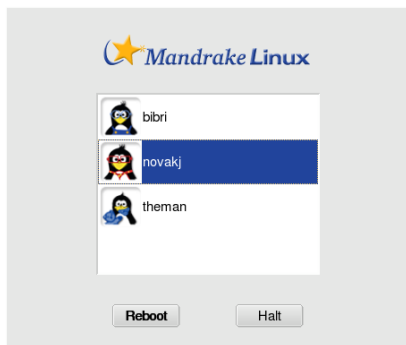 Mandrake Linux
bibri
novakj
theman
Reboot Halt